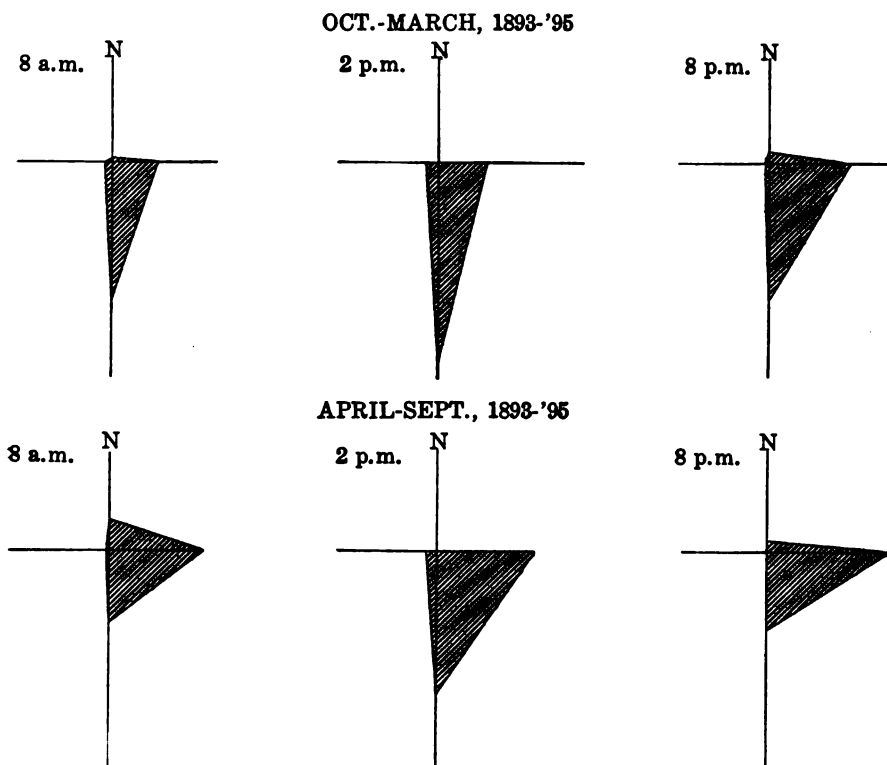 OCT.-MARCH, 1893-'95
8 a.m. N 2 p.m. N 8 p.m. N
APRIL-SEPT., 1893-'95
8 a.m. N 2 p.m. N 8 p.m. N